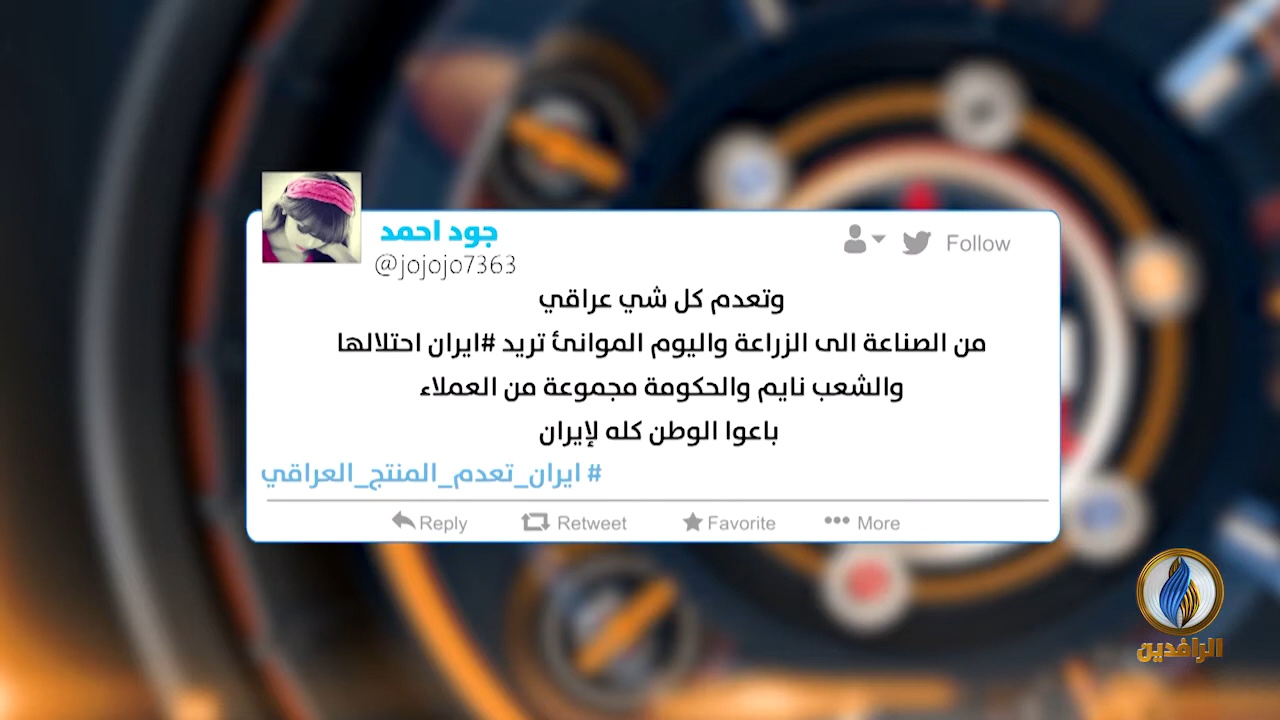 جود احمد
@jojojo7363
Follow
وتعدم كل شي عراقي
من الصناعة الى الزراعة واليوم الموانئ تريد #ايران احتلالها
والشعب نايم والحكومة مجموعة من العملاء
باعوا الوطن كله لإيران
# ايران_تعدم_المنتج_العراقي
Reply Retweet Favorite More
الرافدين